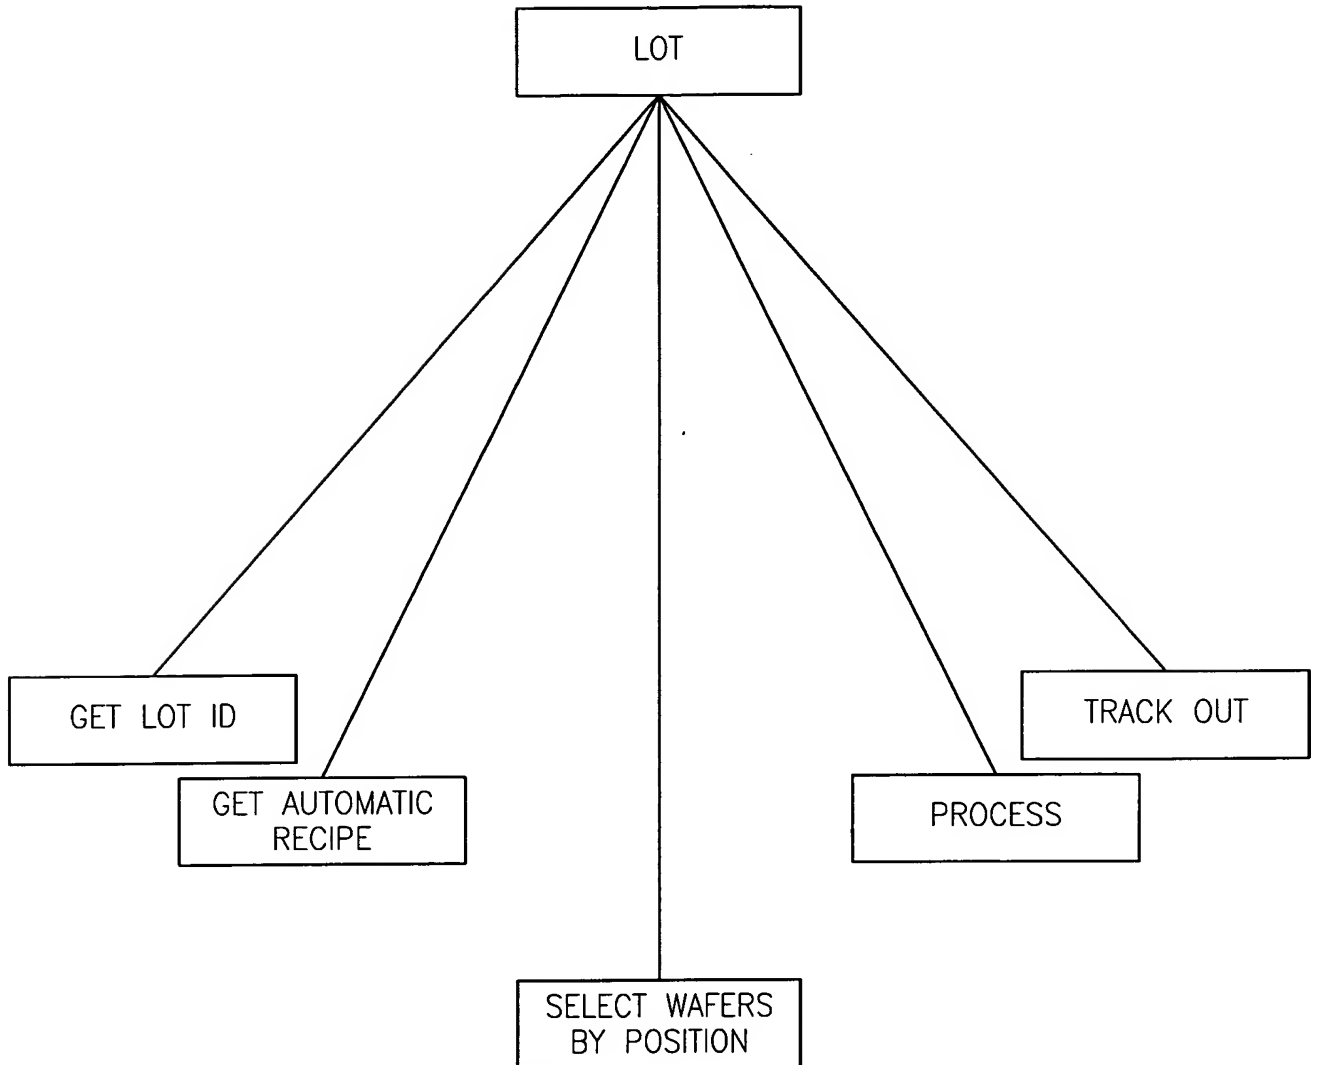 LOT
GET LOT ID
GET AUTOMATIC
RECIPE
SELECT WAFERS
BY POSITION
PROCESS
TRACK OUT